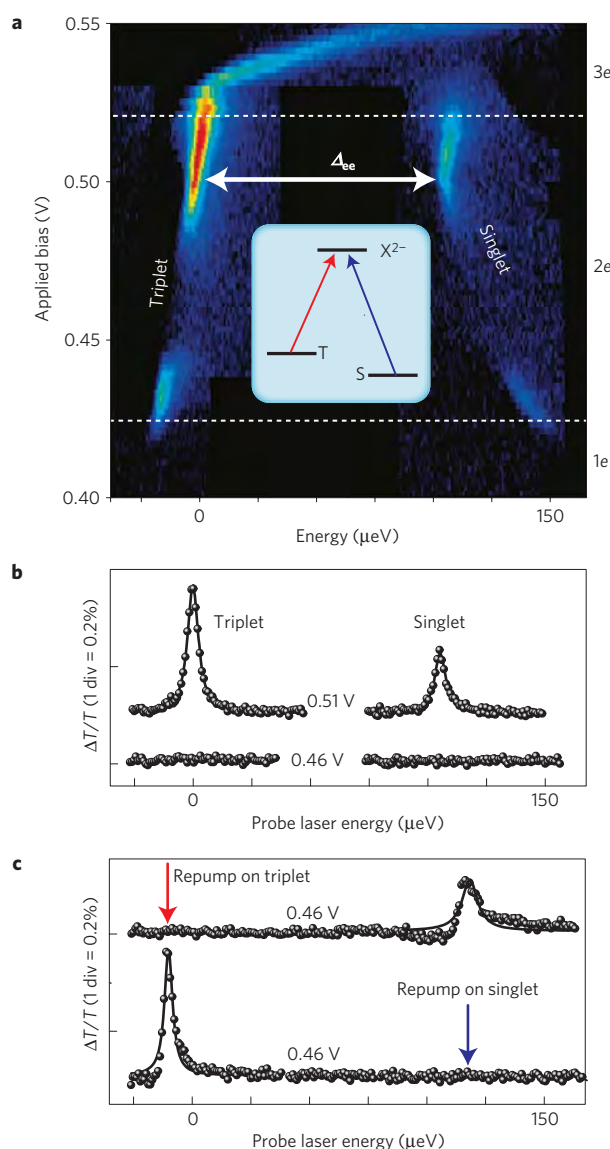 a
0.55
0.50
0.45
0.40
Applied bias (V)
3e
2e
1e
Δee
Triplet
Singlet
X2−
T
S
0
150
Energy (μeV)
b
ΔT/T (1 div = 0.2%)
Triplet
Singlet
0.51 V
0.46 V
0
150
Probe laser energy (μeV)
c
ΔT/T (1 div = 0.2%)
Repump on triplet
0.46 V
Repump on singlet
0.46 V
0
150
Probe laser energy (μeV)